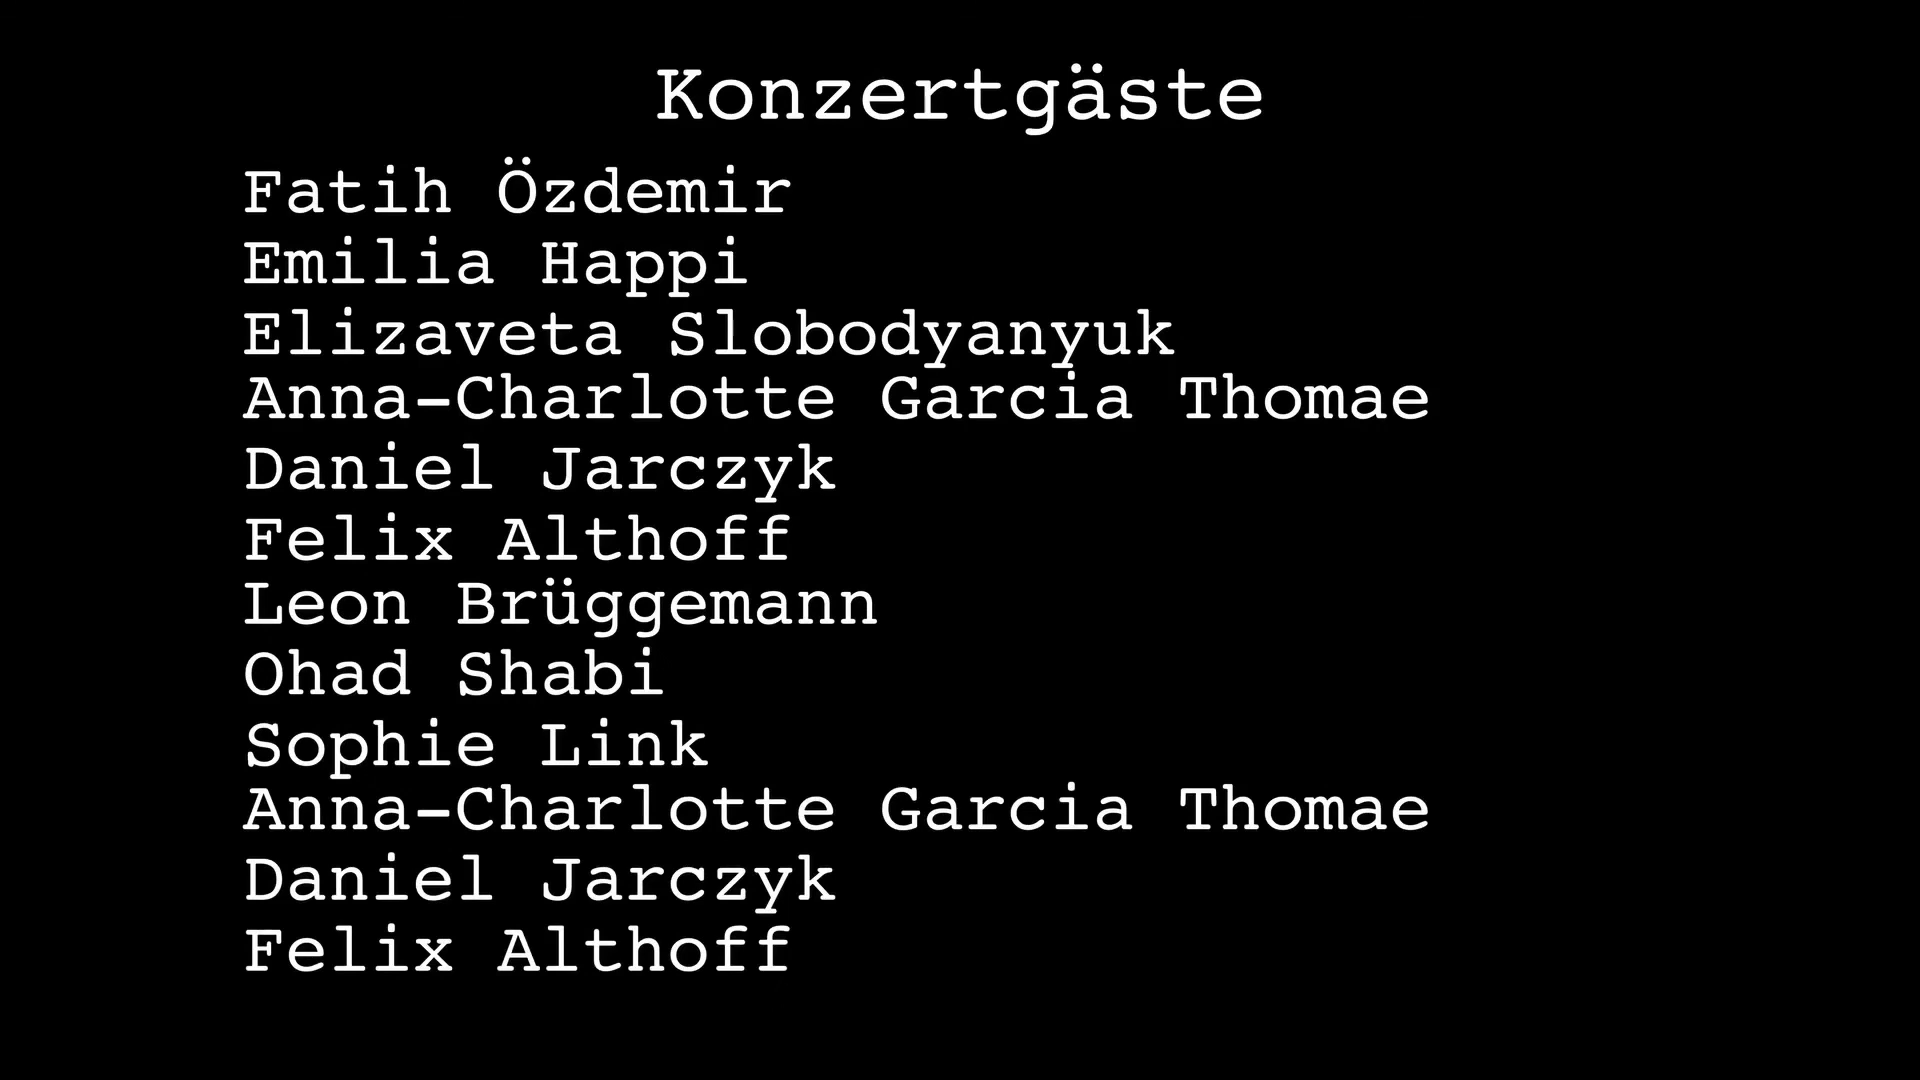 Konzertgäste
Fatih Özdemir
Emilia Happi
Elizaveta Slobodyanyuk
Anna-Charlotte Garcia Thomae
Daniel Jarczyk
Felix Althoff
Leon Brüggemann
Ohad Shabi
Sophie Link
Anna-Charlotte Garcia Thomae
Daniel Jarczyk
Felix Althoff